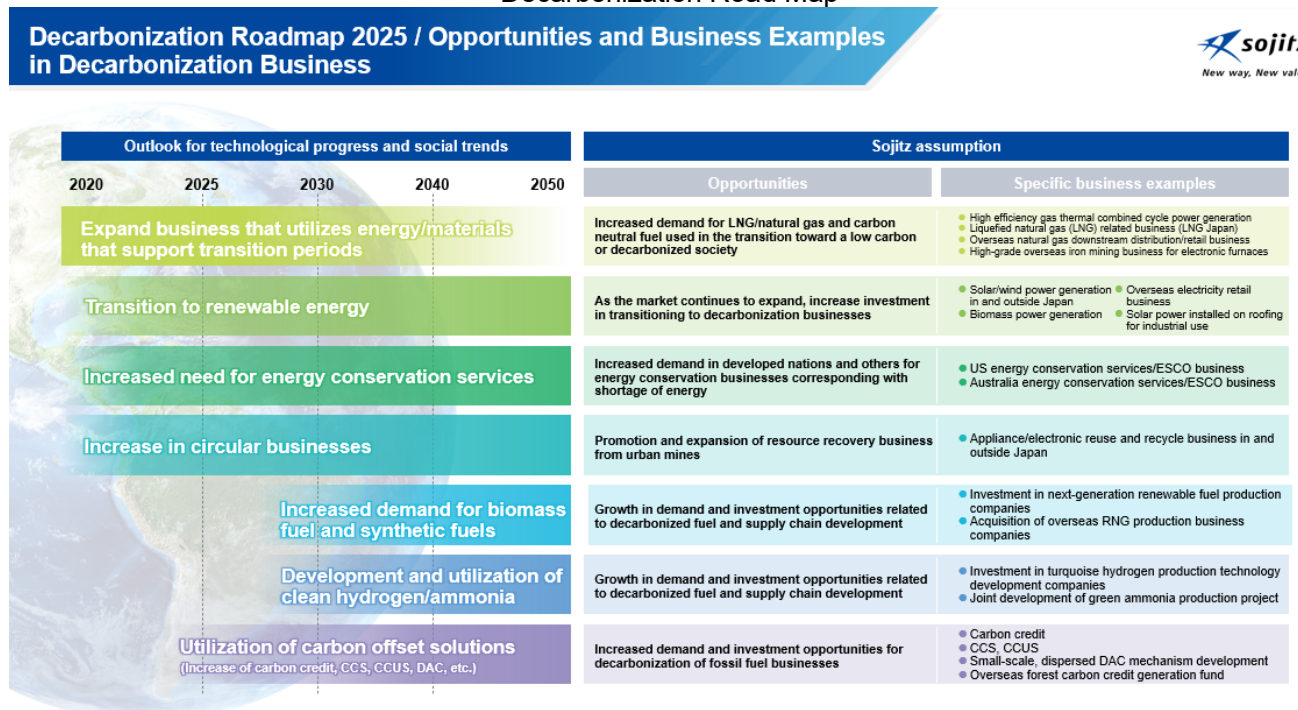 Decarbonization Road Map
Decarbonization Roadmap 2025 / Opportunities and Business Examples
in Decarbonization Business
sojitz
New way, New val
Outlook for technological progress and social trends
Sojitz assumption
2020 2025 2030 2040 2050
Opportunities
Specific business examples
Expand business that utilizes energy/materials
that support transition periods
Increased demand for LNG/natural gas and carbon
neutral fuel used in the transition toward a low carbon
or decarbonized society
High efficiency gas thermal combined cycle power generation
Liquefied natural gas (LNG) related business (LNG Japan)
Overseas natural gas downstream distribution/retail business
High-grade overseas iron mining business for electronic furnaces
Transition to renewable energy
As the market continues to expand, increase investment
in transitioning to decarbonization businesses
Solar/wind power generation
in and outside Japan
Biomass power generation
Overseas electricity retail
business
Solar power installed on roofing
for industrial use
Increased need for energy conservation services
Increased demand in developed nations and others for
energy conservation businesses corresponding with
shortage of energy
US energy conservation services/ESCO business
Australia energy conservation services/ESCO business
Increase in circular businesses
Promotion and expansion of resource recovery business
from urban mines
Appliance/electronic reuse and recycle business in and
outside Japan
Increased demand for biomass
fuel and synthetic fuels
Growth in demand and investment opportunities related
to decarbonized fuel and supply chain development
Investment in next-generation renewable fuel production
companies
Acquisition of overseas RNG production business
companies
Development and utilization of
clean hydrogen/ammonia
Growth in demand and investment opportunities related
to decarbonized fuel and supply chain development
Investment in turquoise hydrogen production technology
development companies
Joint development of green ammonia production project
Utilization of carbon offset solutions
(Increase of carbon credit, CCS, CCUS, DAC, etc.)
Increased demand and investment opportunities for
decarbonization of fossil fuel businesses
Carbon credit
CCS, CCUS
Small-scale, dispersed DAC mechanism development
Overseas forest carbon credit generation fund